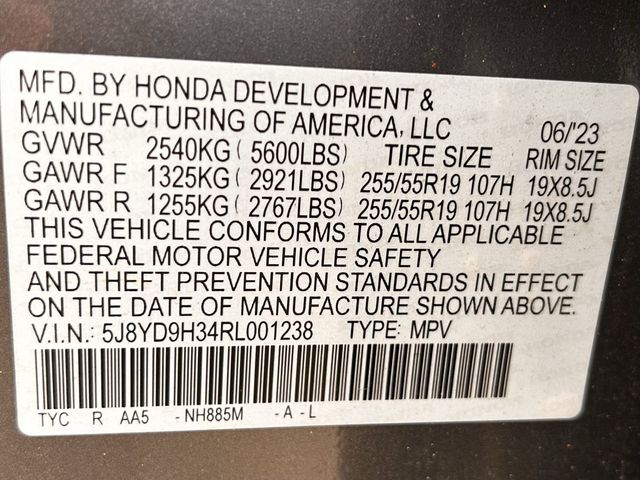 MFD. BY HONDA DEVELOPMENT &
MANUFACTURING OF AMERICA, LLC 06/'23
GVWR 2540KG ( 5600LBS) TIRE SIZE RIM SIZE
GAWR F 1325KG ( 2921LBS) 255/55R19 107H 19X8.5J
GAWR R 1255KG ( 2767LBS) 255/55R19 107H 19X8.5J
THIS VEHICLE CONFORMS TO ALL APPLICABLE
FEDERAL MOTOR VEHICLE SAFETY
AND THEFT PREVENTION STANDARDS IN EFFECT
ON THE DATE OF MANUFACTURE SHOWN ABOVE.
V.I.N.: 5J8YD9H34RL001238 TYPE: MPV
TYC R AA5 -NH885M -A-L